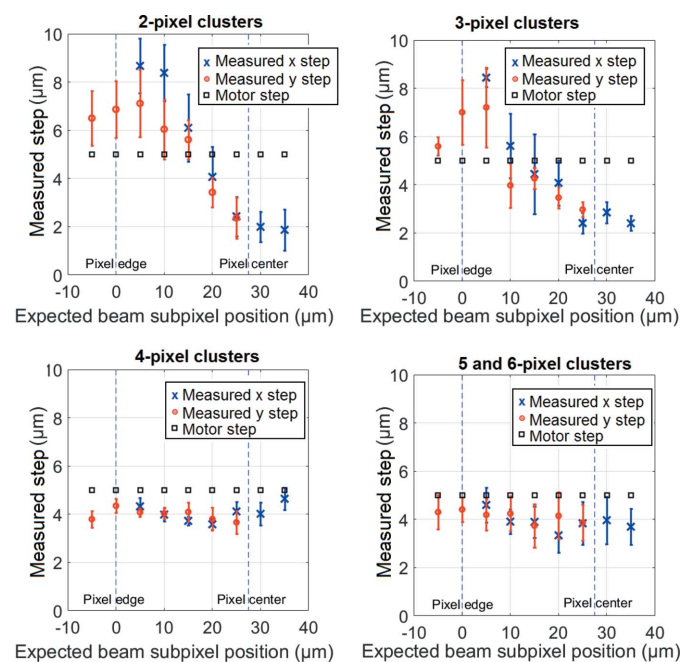 2-pixel clusters
10
8
6
4
2
0
Measured step (µm)
Measured x step
Measured y step
Motor step
Pixel edge
Pixel center
-10 0 10 20 30 40
Expected beam subpixel position (µm)
3-pixel clusters
10
8
6
4
2
0
Measured step (µm)
Measured x step
Measured y step
Motor step
Pixel edge
Pixel center
-10 0 10 20 30 40
Expected beam subpixel position (µm)
4-pixel clusters
10
8
6
4
2
0
Measured step (µm)
Measured x step
Measured y step
Motor step
Pixel edge
Pixel center
-10 0 10 20 30 40
Expected beam subpixel position (µm)
5 and 6-pixel clusters
10
8
6
4
2
0
Measured step (µm)
Measured x step
Measured y step
Motor step
Pixel edge
Pixel center
-10 0 10 20 30 40
Expected beam subpixel position (µm)